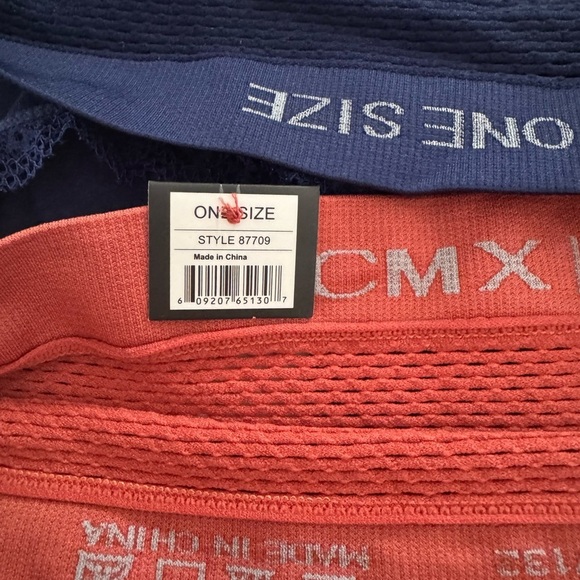 ONE SIZE
ONE SIZE
STYLE 87709
Made in China
6 09207 65130 7
CMX
MADE IN CHINA